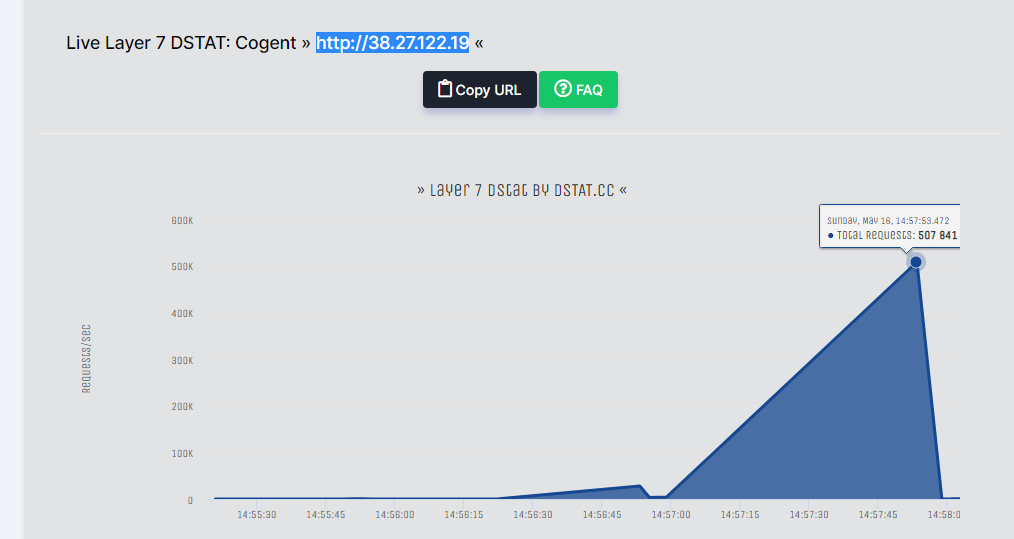 Live Layer 7 DSTAT: Cogent » http://38.27.122.19 «
Copy URL
FAQ
» Layer 7 Dstat by DSTAT.CC «
Sunday, May 16, 14:57:53.472
● Total Requests: 507 841
Requests/sec
600K
500K
400K
300K
200K
100K
0
14:55:30 14:55:45 14:56:00 14:56:15 14:56:30 14:56:45 14:57:00 14:57:15 14:57:30 14:57:45 14:58:0